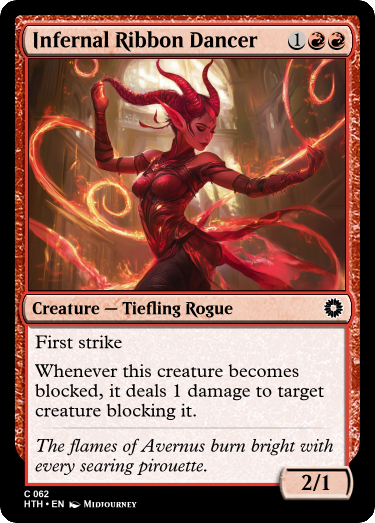 Infernal Ribbon Dancer 1
Creature — Tiefling Rogue
First strike
Whenever this creature becomes
blocked, it deals 1 damage to target
creature blocking it.
The flames of Avernus burn bright with
every searing pirouette.
2/1
C 062
HTH • EN Midjourney